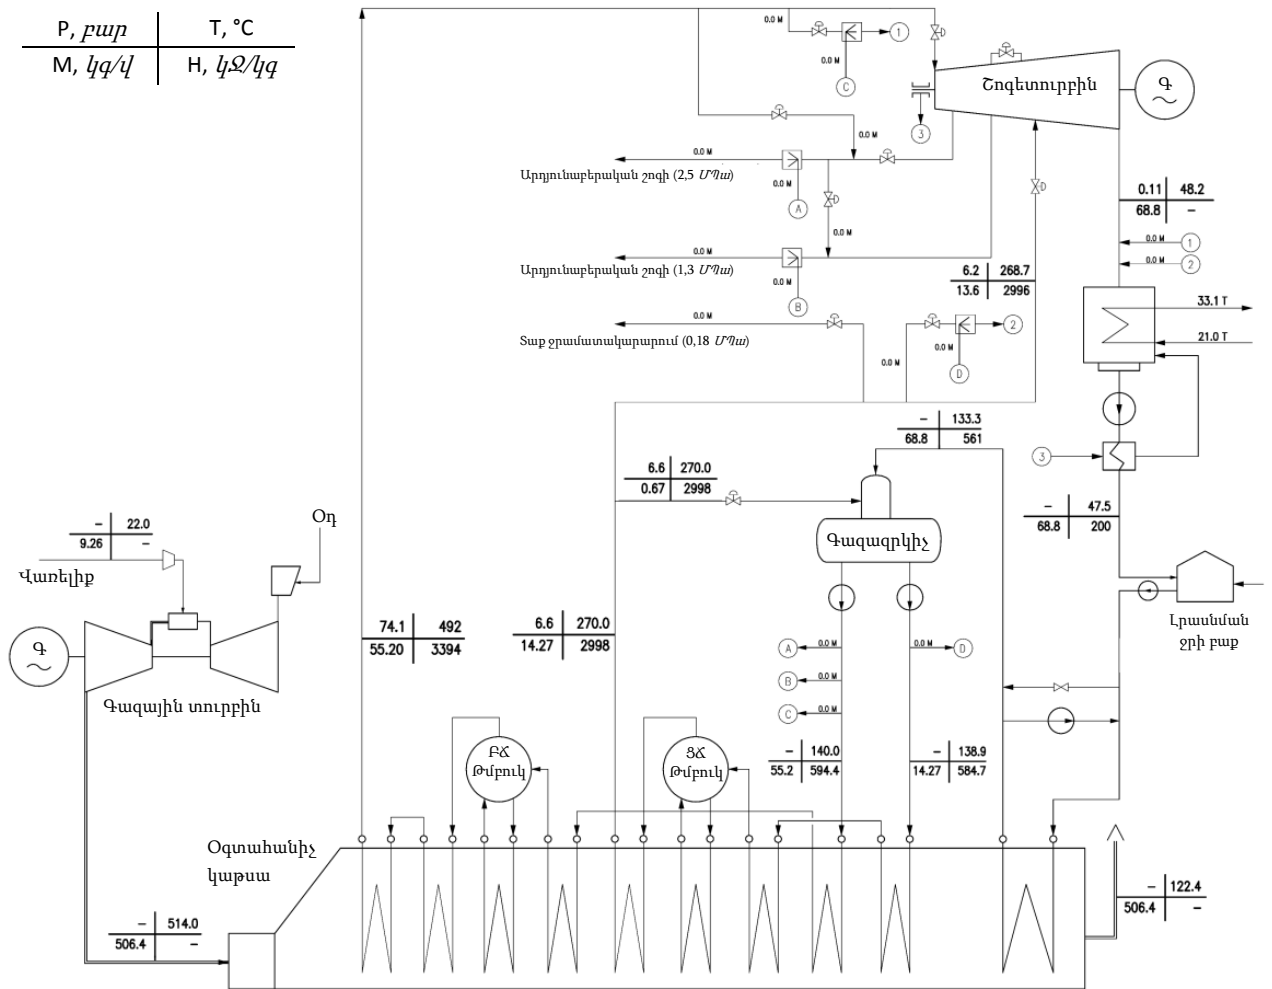 P, բար T, °C
M, կգ/վ H, կՋ/կգ
0.0 M
1
0.0 M
C
Շոգետուրբին
Գ
3
0.0 M
0.0 M
Արդյունաբերական շոգի (2,5 ՄՊա)
0.0 M
A
0.0 M
0.11 48.2
68.8 –
0.0 M
1
0.0 M
2
0.0 M
Արդյունաբերական շոգի (1,3 ՄՊա)
0.0 M
B
6.2 268.7
13.6 2996
33.1 T
21.0 T
0.0 M
Տաք ջրամատակարարում (0,18 ՄՊա)
2
0.0 M
0.0 M
D
– 133.3
68.8 561
3
6.6 270.0
0.67 2998
– 47.5
68.8 200
Օդ
– 22.0
9.26 –
Վառելիք
Գազազրկիչ
Լրասնման
ջրի բաք
74.1 492
55.20 3394
6.6 270.0
14.27 2998
Գ
Գազային տուրբին
A
0.0 M
0.0 M
D
B
0.0 M
C
0.0 M
ԲՃ
Թմբուկ
ՑՃ
Թմբուկ
– 140.0
55.2 594.4
– 138.9
14.27 584.7
Օգտահանիչ
կաթսա
– 514.0
506.4 –
– 122.4
506.4 –